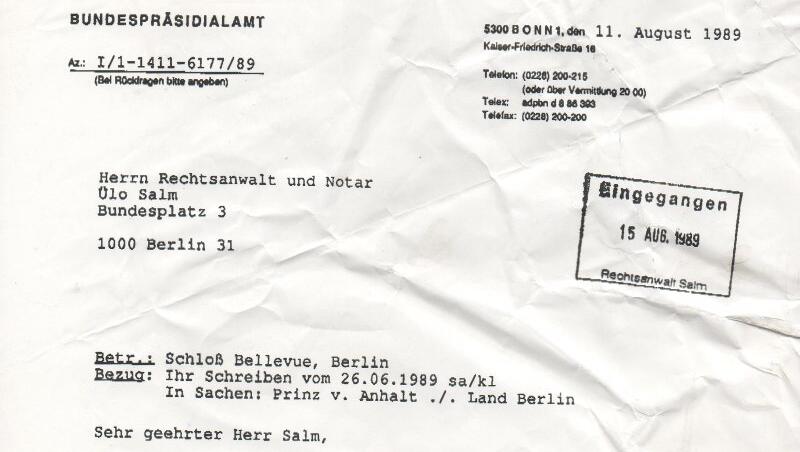 BUNDESPRÄSIDIALAMT
Az.: I/1-1411-6177/89
(Bei Rückfragen bitte angeben)
5300 BONN 1, den 11. August 1989
Kaiser-Friedrich-Straße 16
Telefon: (0228) 200-215
(oder über Vermittlung 20 00)
Telex: adpbn d 8 86 393
Telefax: (0228) 200-200
Herrn Rechtsanwalt und Notar
Ülo Salm
Bundesplatz 3
1000 Berlin 31
Eingegangen
15 AUG. 1989
Rechtsanwalt Salm
Betr.: Schloß Bellevue, Berlin
Bezug: Ihr Schreiben vom 26.06.1989 sa/kl
In Sachen: Prinz v. Anhalt ./. Land Berlin
Sehr geehrter Herr Salm,